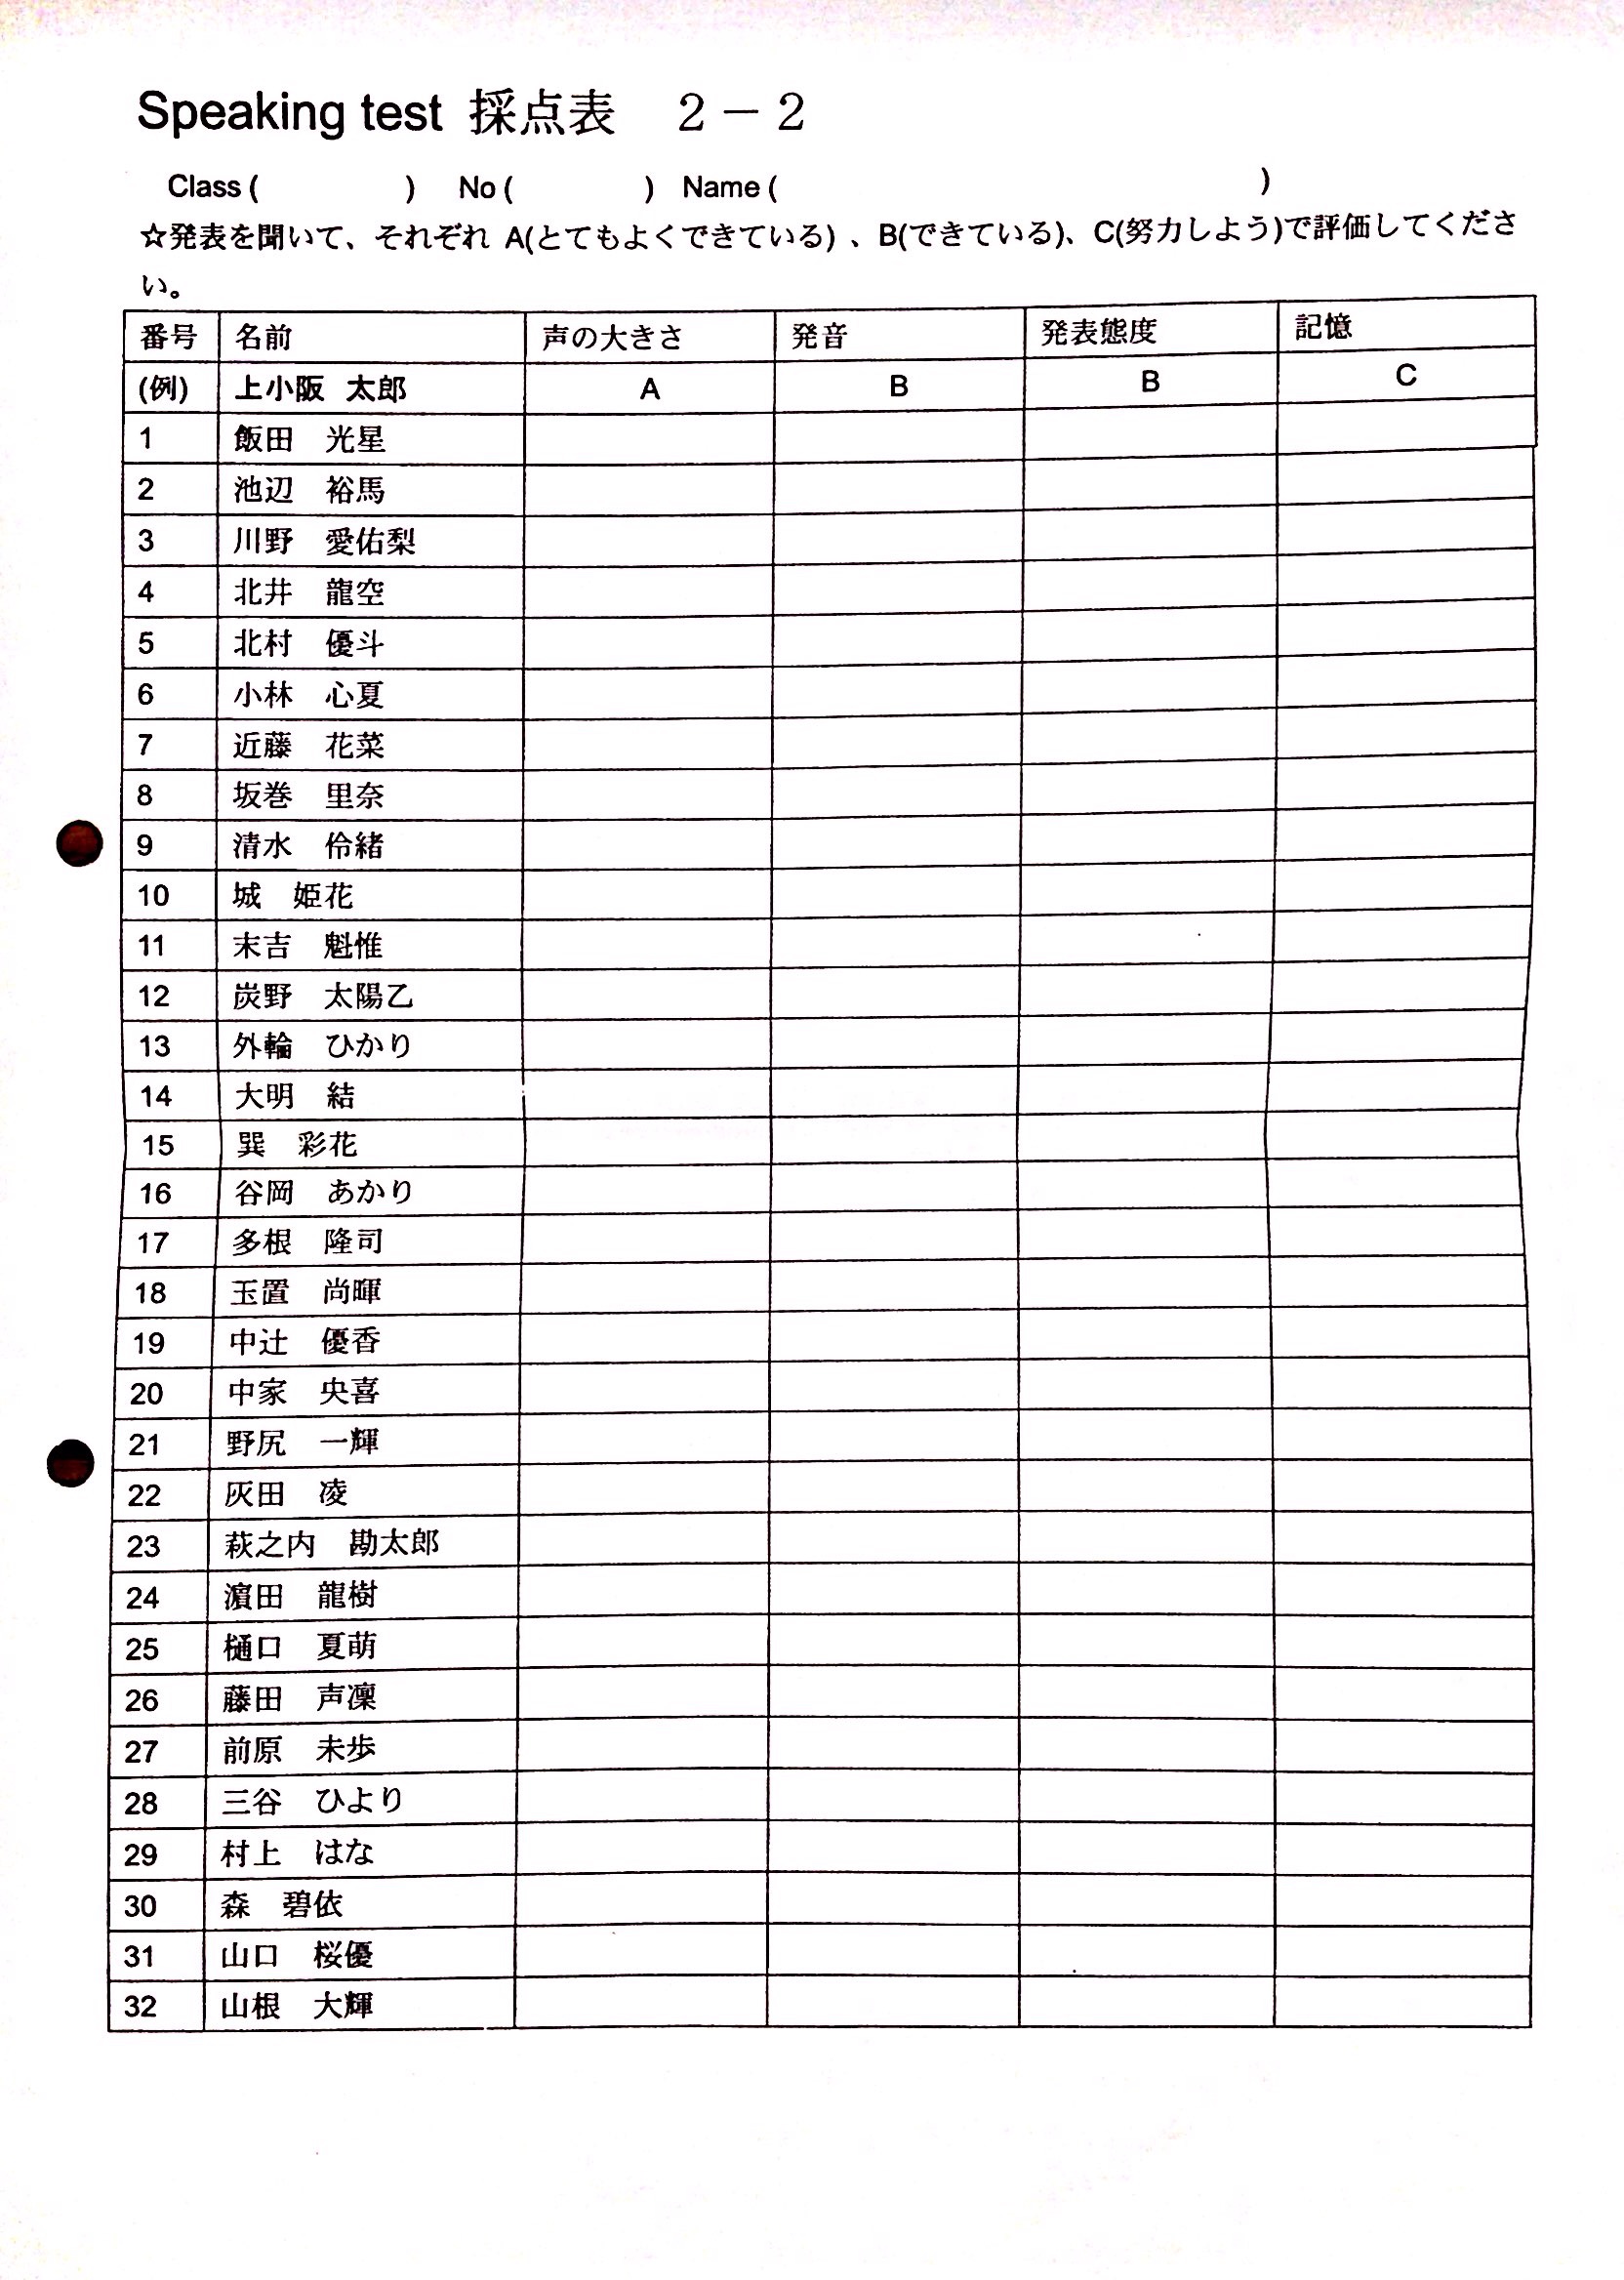 Speaking test 採点表　２－２
Class (　　　　) No (　　　　) Name (　　　　　　　　)
☆発表を聞いて、それぞれ A(とてもよくできている) 、B(できている)、C(努力しよう)で評価してくださ
い。
番号 名前 声の大きさ 発音 発表態度 記憶
(例) 上小阪 太郎 A B B C
1 飯田　光星
2 池辺　裕馬
3 川野　愛佑梨
4 北井　龍空
5 北村　優斗
6 小林　心夏
7 近藤　花菜
8 坂巻　里奈
9 清水　伶緒
10 城　姫花
11 末吉　魁惟
12 炭野　太陽乙
13 外輪　ひかり
14 大明　結
15 巽　彩花
16 谷岡　あかり
17 多根　隆司
18 玉置　尚暉
19 中辻　優香
20 中家　央喜
21 野尻　一輝
22 灰田　凌
23 萩之内　勘太郎
24 濵田　龍樹
25 樋口　夏萌
26 藤田　声凜
27 前原　未歩
28 三谷　ひより
29 村上　はな
30 森　碧依
31 山口　桜優
32 山根　大輝